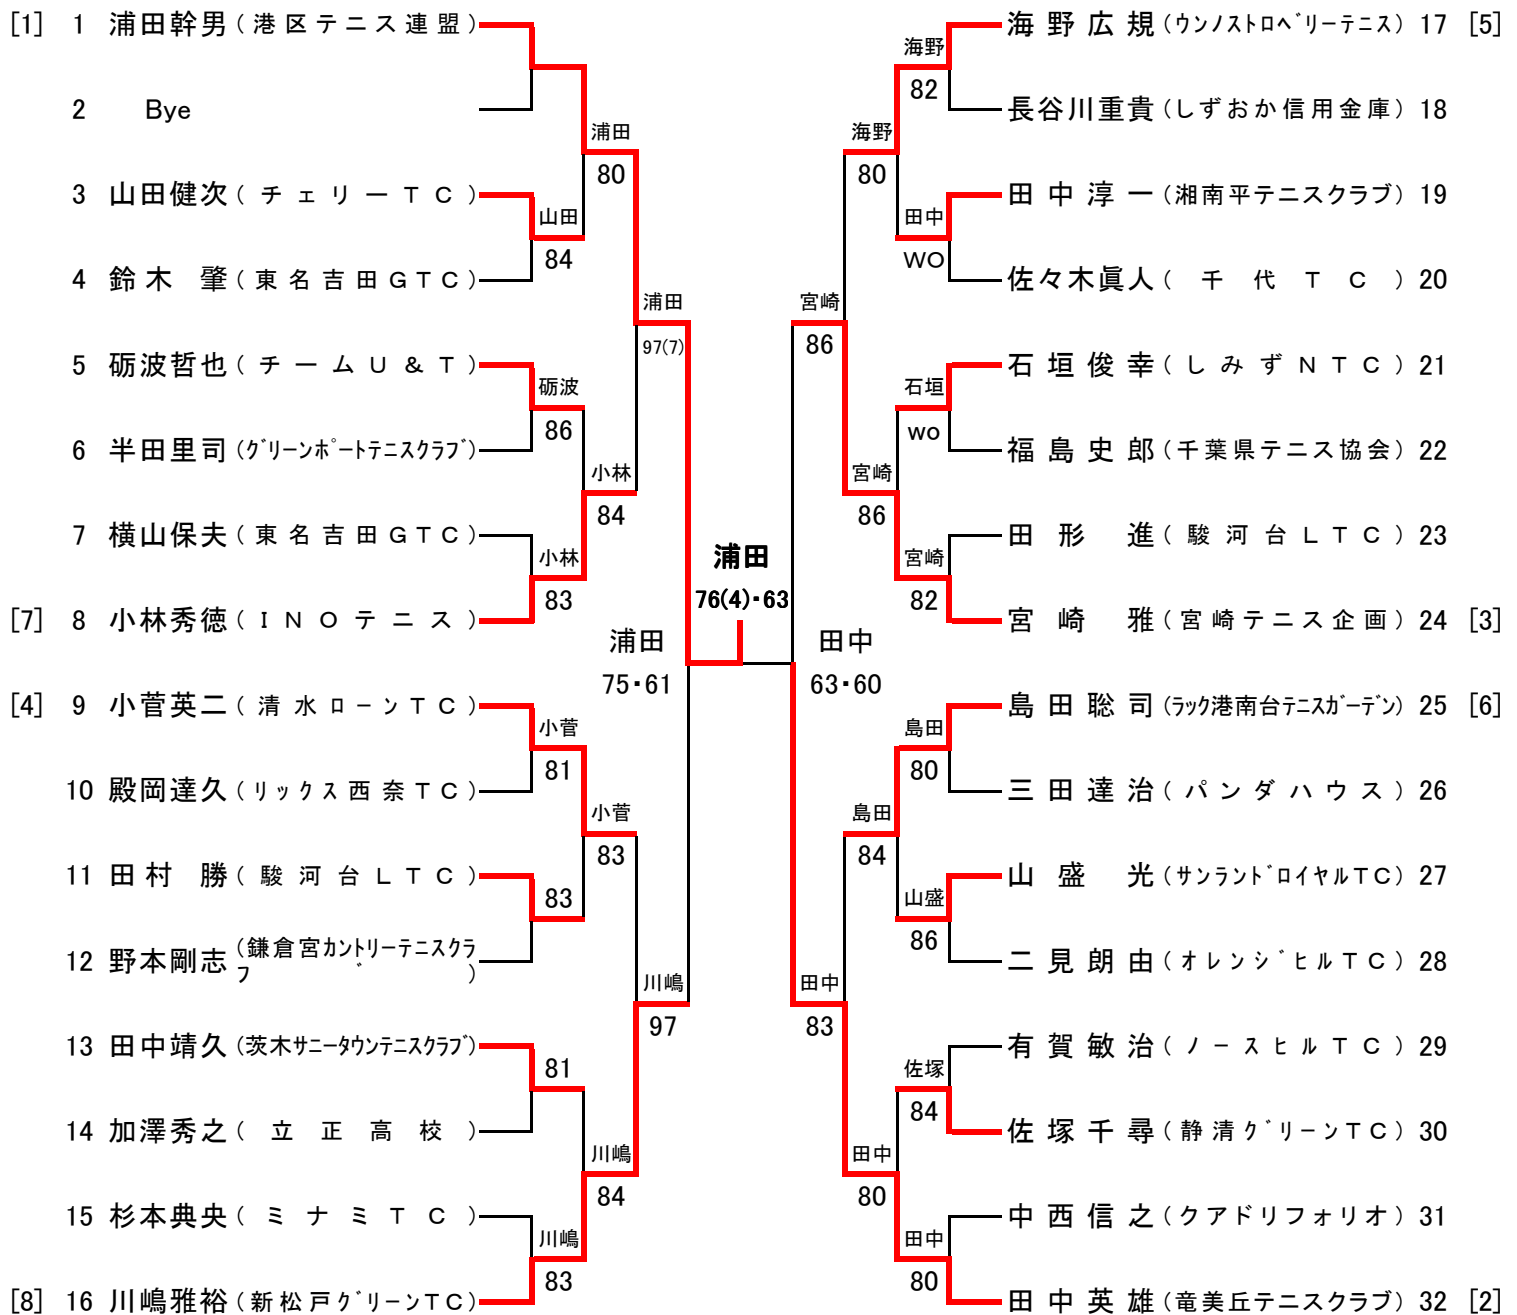 [1] 1 浦田幹男(港区テニス連盟)
2 Bye
3 山田健次(チェリーTC)
4 鈴木 肇(東名吉田GTC)
5 砺波哲也(チームU&T)
6 半田里司(グリーンポートテニスクラブ)
7 横山保夫(東名吉田GTC)
[7] 8 小林秀徳(INOテニス)
[4] 9 小菅英二(清水ローンTC)
10 殿岡達久(リックス西奈TC)
11 田村 勝(駿河台LTC)
12 野本剛志(鎌倉宮カントリーテニスクラブ)
13 田中靖久(茨木サニータウンテニスクラブ)
14 加澤秀之(立正高校)
15 杉本典央(ミナミTC)
[8] 16 川嶋雅裕(新松戸グリーンTC)
山田
84
砺波
86
小林
83
小菅
81
83
81
川嶋
83
浦田
80
小林
84
小菅
83
川嶋
84
浦田
97(7)
川嶋
97
浦田
75・61
浦田
76(4)・63
田中
63・60
宮崎
86
田中
83
海野
80
宮崎
86
島田
84
田中
80
海野
82
田中
WO
石垣
wo
宮崎
82
島田
80
山盛
86
佐塚
84
田中
80
海野広規(ウンノストロベリーテニス) 17 [5]
長谷川重貴(しずおか信用金庫) 18
田中淳一(湘南平テニスクラブ) 19
佐々木眞人(千代TC) 20
石垣俊幸(しみずNTC) 21
福島史郎(千葉県テニス協会) 22
田形 進(駿河台LTC) 23
宮崎 雅(宮崎テニス企画) 24 [3]
島田聡司(ラック港南台テニスガーデン) 25 [6]
三田達治(パンダハウス) 26
山盛 光(サンランドロイヤルTC) 27
二見朗由(オレンジヒルTC) 28
有賀敏治(ノースヒルTC) 29
佐塚千尋(静清グリーンTC) 30
中西信之(クアドリフォリオ) 31
田中英雄(竜美丘テニスクラブ) 32 [2]